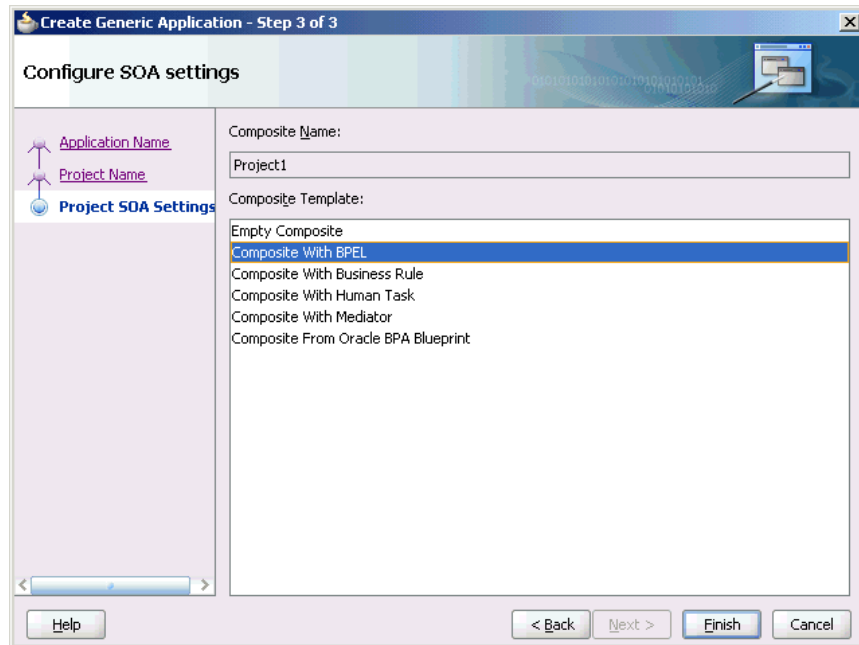 Create Generic Application - Step 3 of 3
Configure SOA settings
Application Name
Project Name
Project SOA Settings
Composite Name:
Project1
Composite Template:
Empty Composite
Composite With BPEL
Composite With Business Rule
Composite With Human Task
Composite With Mediator
Composite From Oracle BPA Blueprint
Help
< Back
Next >
Finish
Cancel